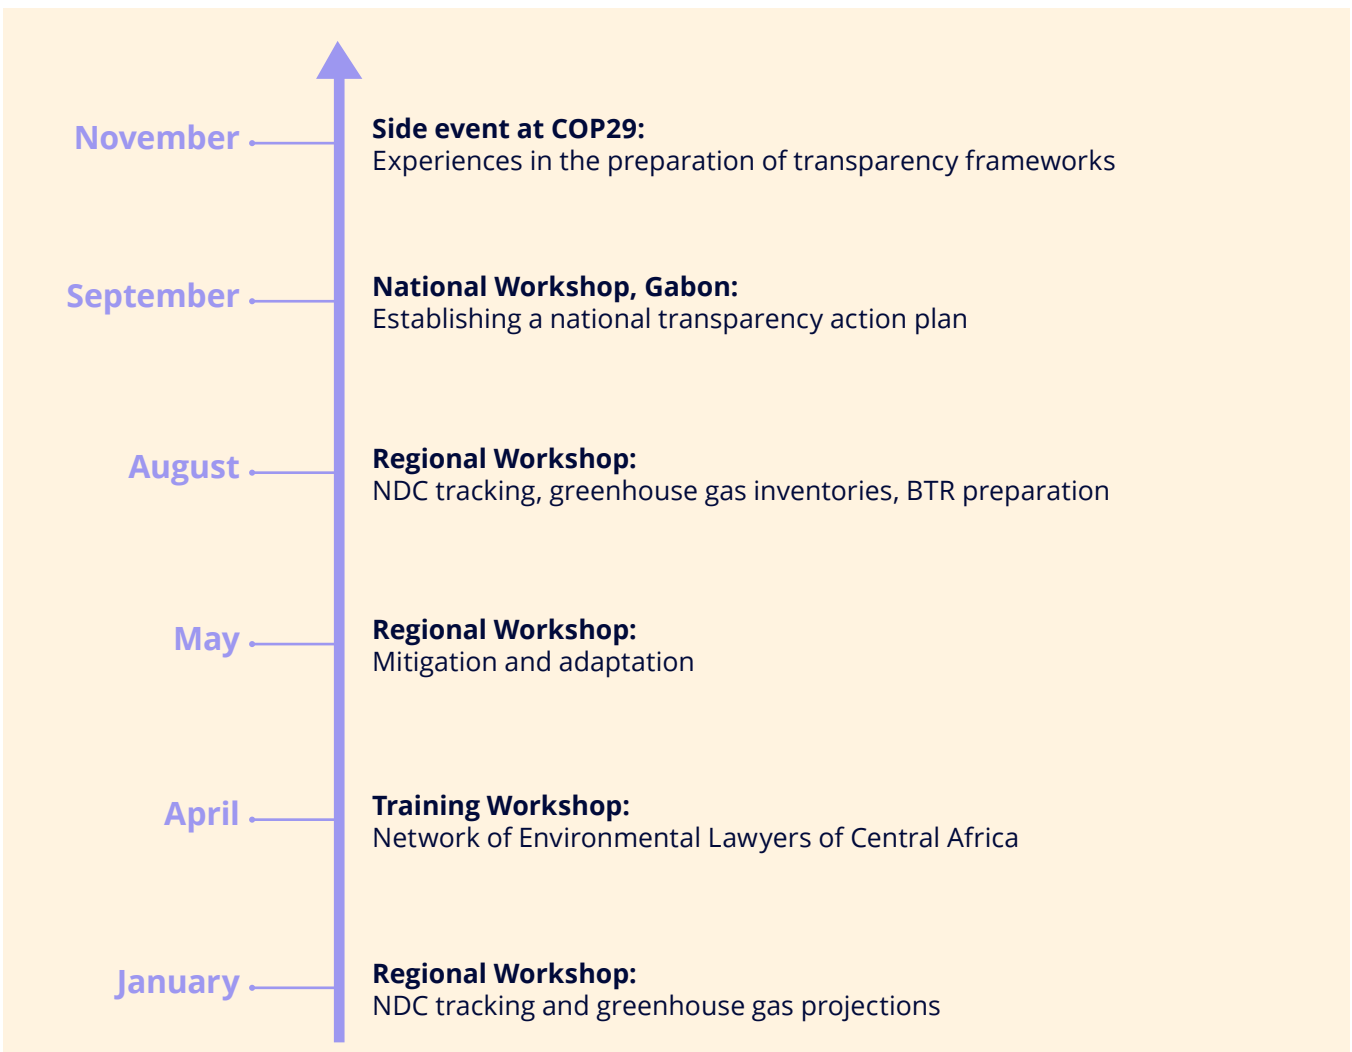 November
Side event at COP29:
Experiences in the preparation of transparency frameworks
September
National Workshop, Gabon:
Establishing a national transparency action plan
August
Regional Workshop:
NDC tracking, greenhouse gas inventories, BTR preparation
May
Regional Workshop:
Mitigation and adaptation
April
Training Workshop:
Network of Environmental Lawyers of Central Africa
January
Regional Workshop:
NDC tracking and greenhouse gas projections